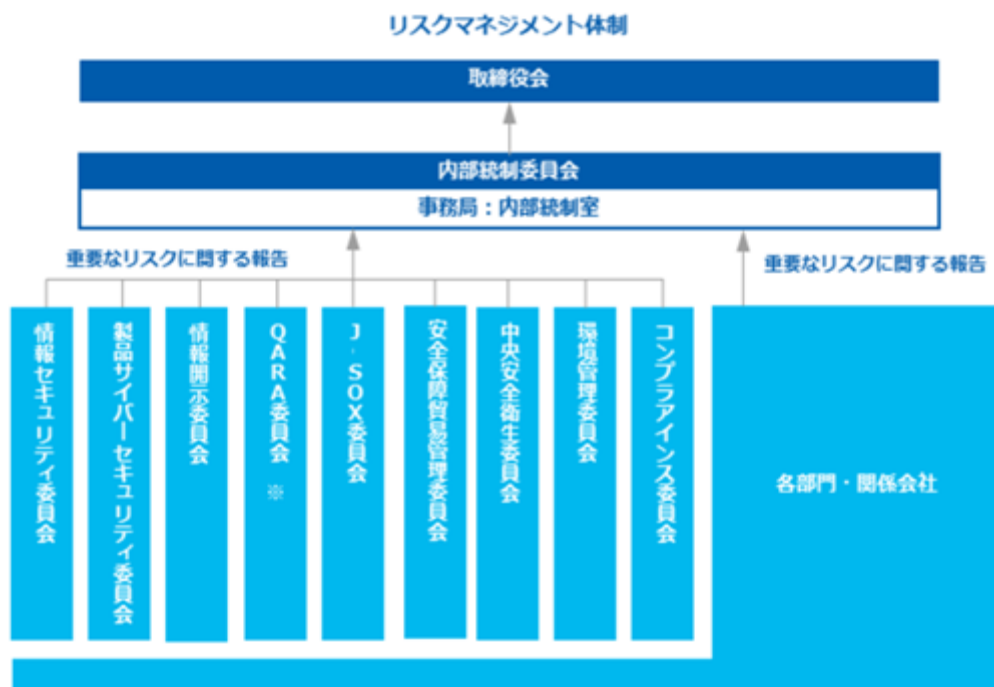 リスクマネジメント体制
取締役会
内部統制委員会
事務局：内部統制室
重要なリスクに関する報告
重要なリスクに関する報告
情報セキュリティ委員会
製品サイバーセキュリティ委員会
情報開示委員会
QARA委員会 ※
J-SOX委員会
安全保障貿易管理委員会
中央安全衛生委員会
環境管理委員会
コンプラアインス委員会
各部門・関係会社